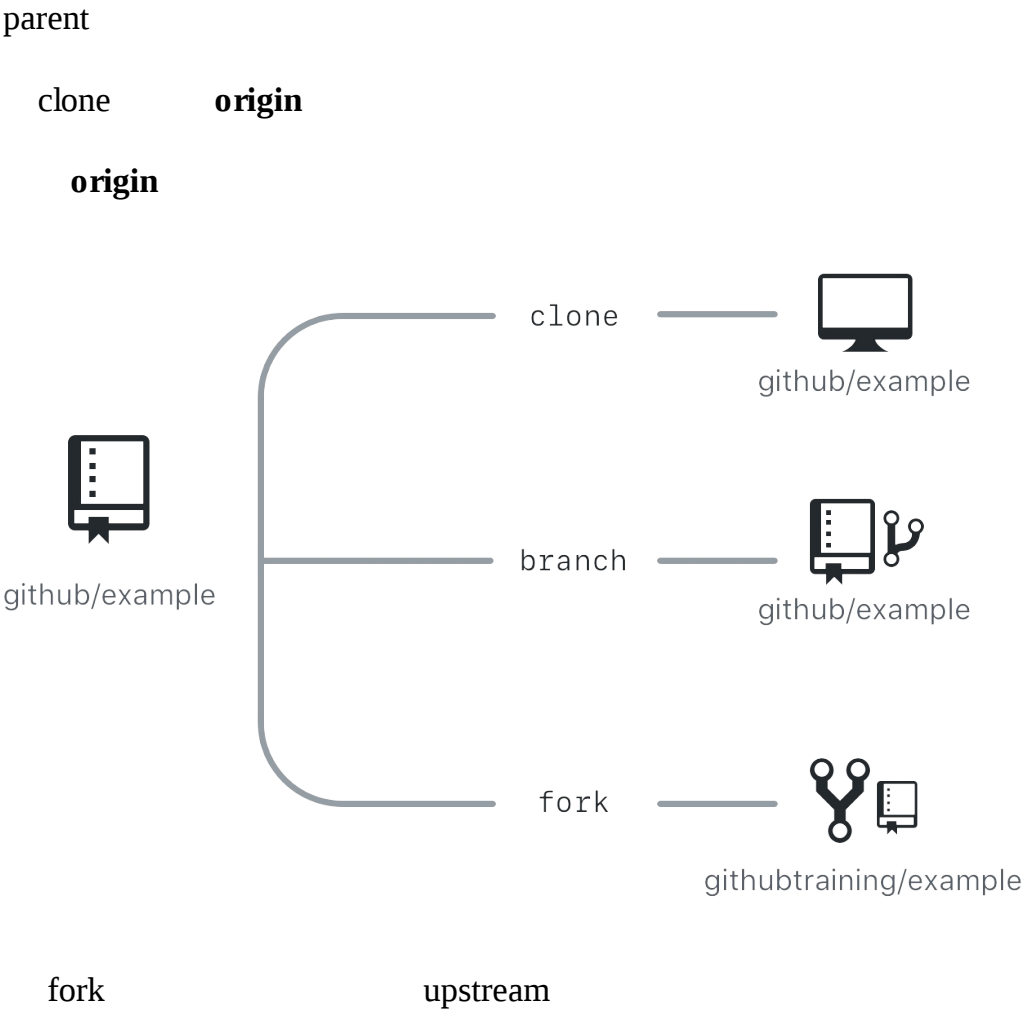 parent
clone origin
origin
clone
github/example
branch
github/example
github/example
fork
githubtraining/example
fork upstream